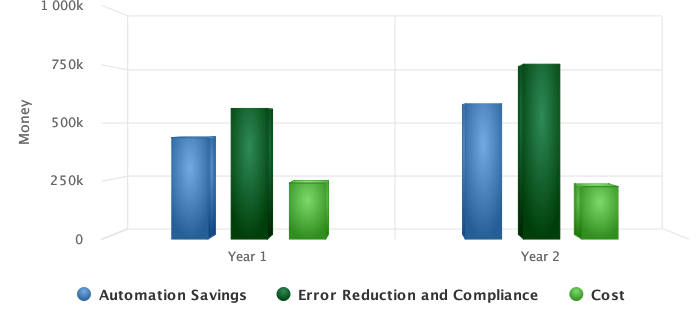 1 000k
750k
500k
250k
0
Money
Year 1
Year 2
Automation Savings
Error Reduction and Compliance
Cost